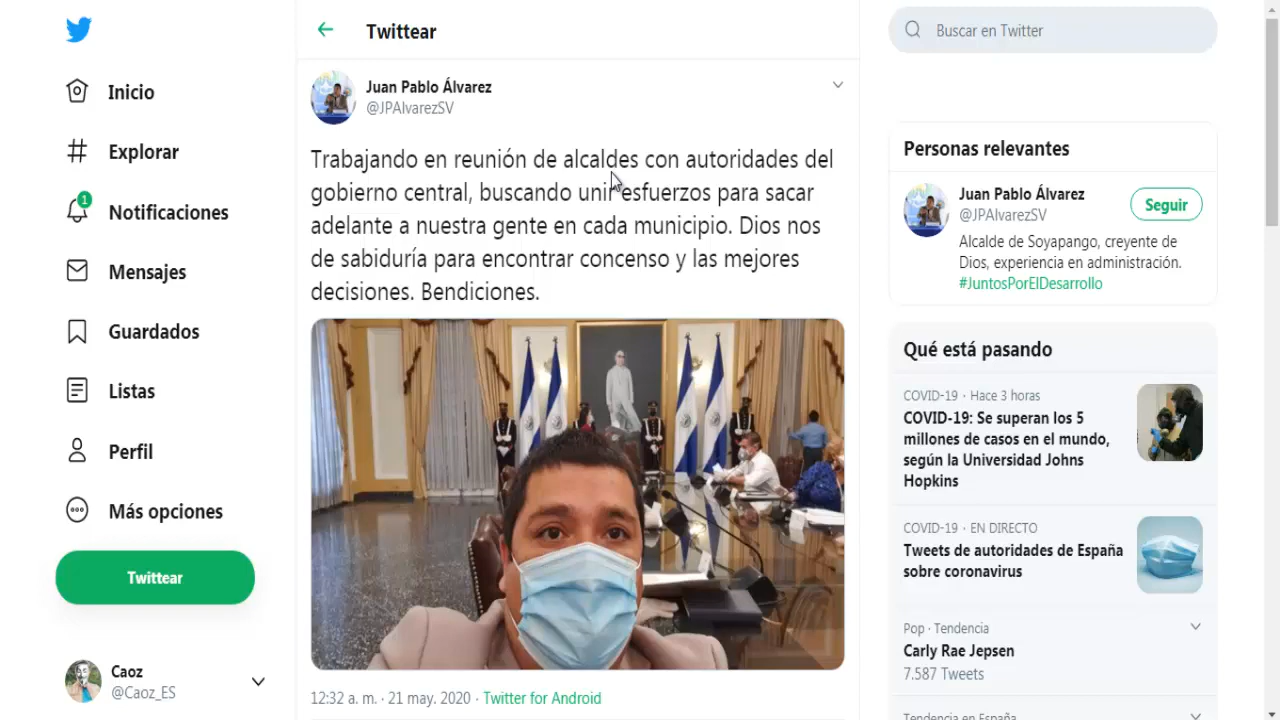 Inicio
Explorar
1
Notificaciones
Mensajes
Guardados
Listas
Perfil
Más opciones
Twittear
Caoz
@Caoz_ES
Twittear
Juan Pablo Álvarez
@JPAlvarezSV
Trabajando en reunión de alcaldes con autoridades del
gobierno central, buscando unir esfuerzos para sacar
adelante a nuestra gente en cada municipio. Dios nos
de sabiduría para encontrar concenso y las mejores
decisiones. Bendiciones.
12:32 a. m. · 21 may. 2020 · Twitter for Android
Buscar en Twitter
Personas relevantes
Juan Pablo Álvarez
@JPAlvarezSV
Seguir
Alcalde de Soyapango, creyente de
Dios, experiencia en administración.
#JuntosPorElDesarrollo
Qué está pasando
COVID-19 · Hace 3 horas
COVID-19: Se superan los 5
millones de casos en el mundo,
según la Universidad Johns
Hopkins
COVID-19 · EN DIRECTO
Tweets de autoridades de España
sobre coronavirus
Pop · Tendencia
Carly Rae Jepsen
7.587 Tweets
Tendencia en España